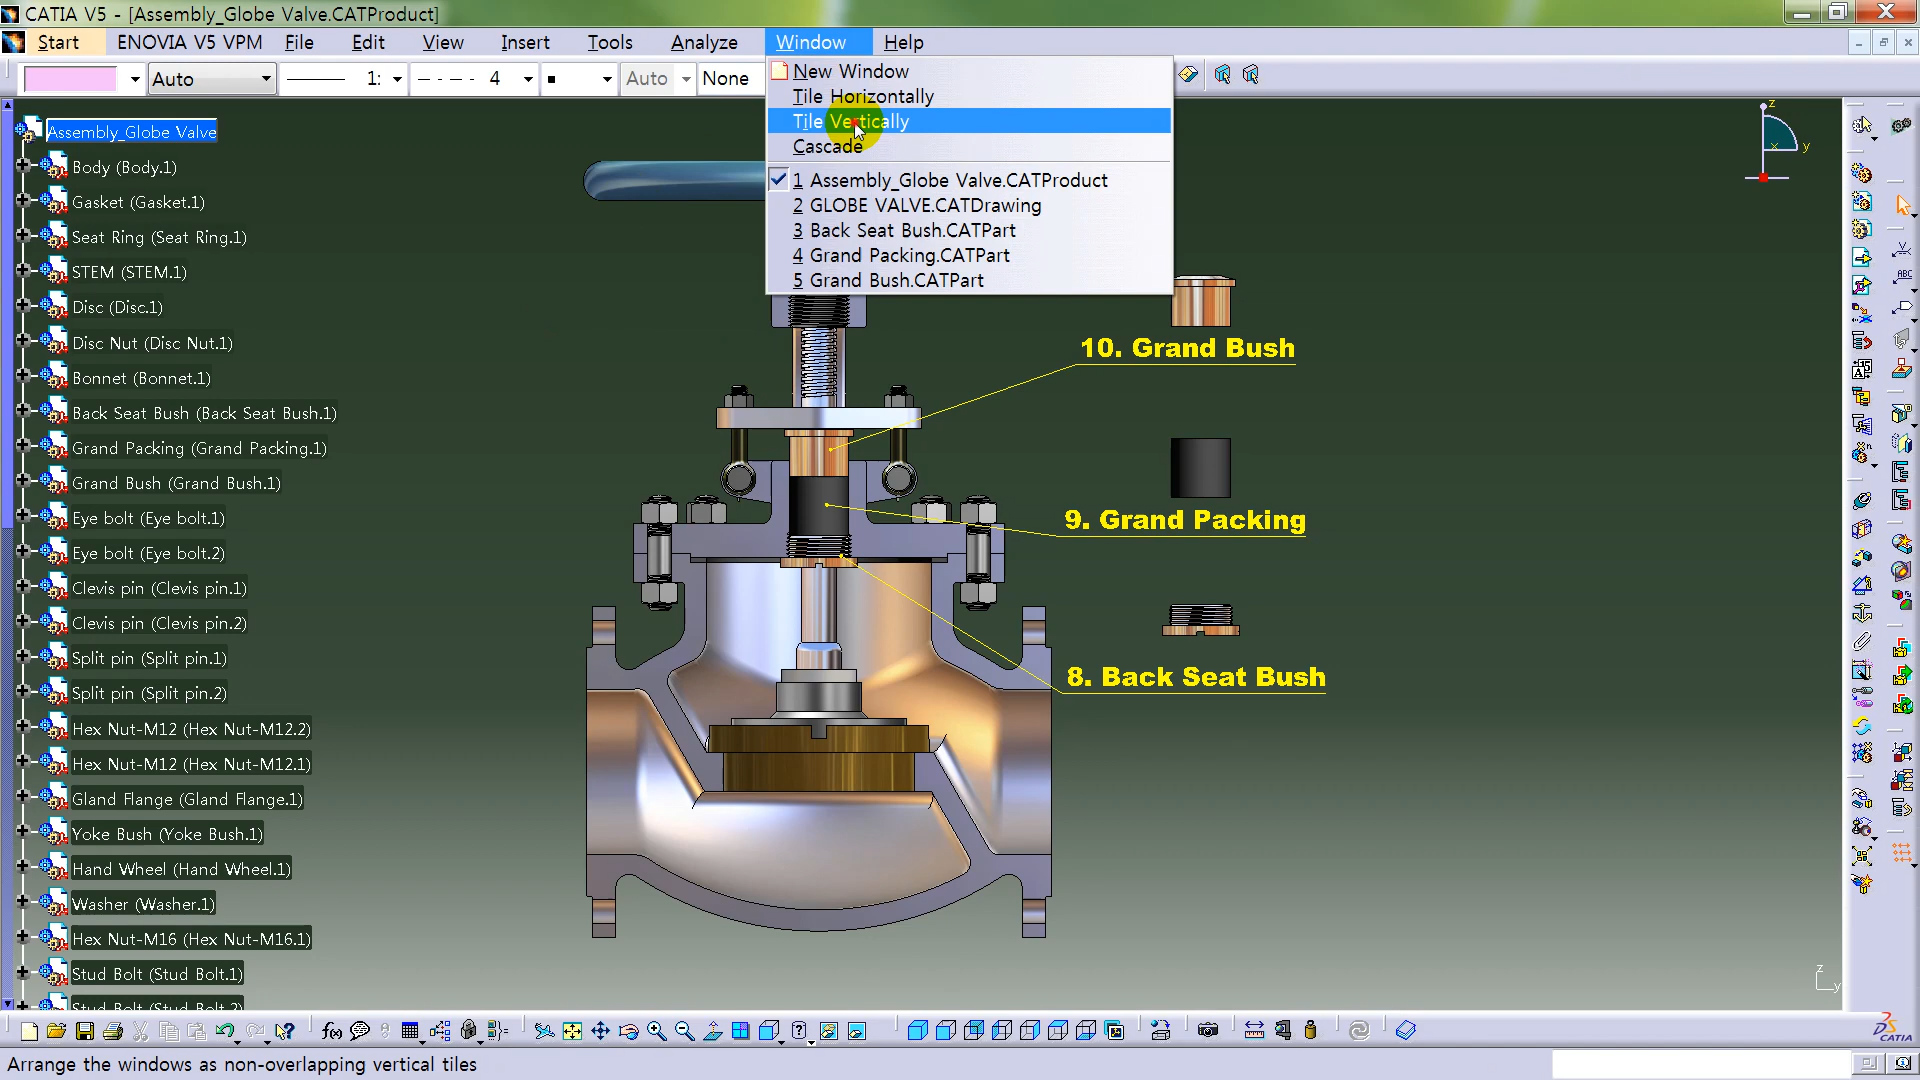 CATIA V5 - [Assembly_Globe Valve.CATProduct]
Start ENOVIA V5 VPM File Edit View Insert Tools Analyze Window Help
Auto 1: 4 Auto None
New Window
Tile Horizontally
Tile Vertically
Cascade
1 Assembly_Globe Valve.CATProduct
2 GLOBE VALVE.CATDrawing
3 Back Seat Bush.CATPart
4 Grand Packing.CATPart
5 Grand Bush.CATPart
Assembly_Globe Valve
Body (Body.1)
Gasket (Gasket.1)
Seat Ring (Seat Ring.1)
STEM (STEM.1)
Disc (Disc.1)
Disc Nut (Disc Nut.1)
Bonnet (Bonnet.1)
Back Seat Bush (Back Seat Bush.1)
Grand Packing (Grand Packing.1)
Grand Bush (Grand Bush.1)
Eye bolt (Eye bolt.1)
Eye bolt (Eye bolt.2)
Clevis pin (Clevis pin.1)
Clevis pin (Clevis pin.2)
Split pin (Split pin.1)
Split pin (Split pin.2)
Hex Nut-M12 (Hex Nut-M12.2)
Hex Nut-M12 (Hex Nut-M12.1)
Gland Flange (Gland Flange.1)
Yoke Bush (Yoke Bush.1)
Hand Wheel (Hand Wheel.1)
Washer (Washer.1)
Hex Nut-M16 (Hex Nut-M16.1)
Stud Bolt (Stud Bolt.1)
Stud Bolt (Stud Bolt.2)
10. Grand Bush
9. Grand Packing
8. Back Seat Bush
z
x
y
ABC
z
y
f(x)
CATIA
Arrange the windows as non-overlapping vertical tiles